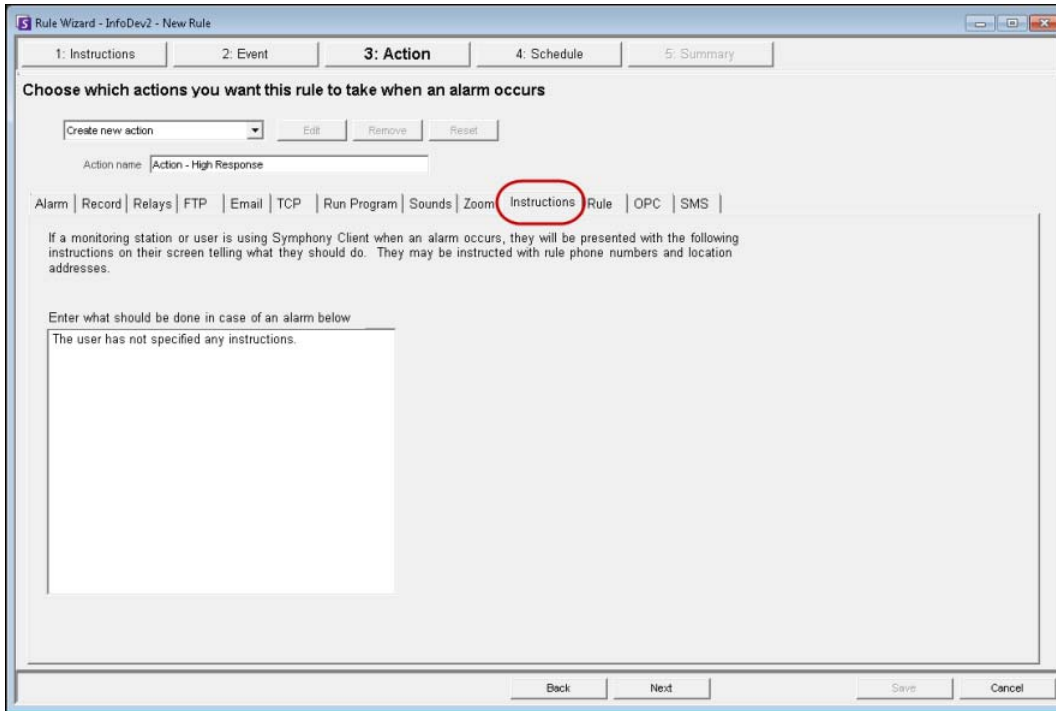 Rule Wizard - InfoDev2 - New Rule
1: Instructions 2: Event 3: Action 4: Schedule 5: Summary
Choose which actions you want this rule to take when an alarm occurs
Create new action Edit Remove Reset
Action name Action - High Response
Alarm Record Relays FTP Email TCP Run Program Sounds Zoom Instructions Rule OPC SMS
If a monitoring station or user is using Symphony Client when an alarm occurs, they will be presented with the following
instructions on their screen telling what they should do. They may be instructed with rule phone numbers and location
addresses.
Enter what should be done in case of an alarm below
The user has not specified any instructions.
Back Next Save Cancel